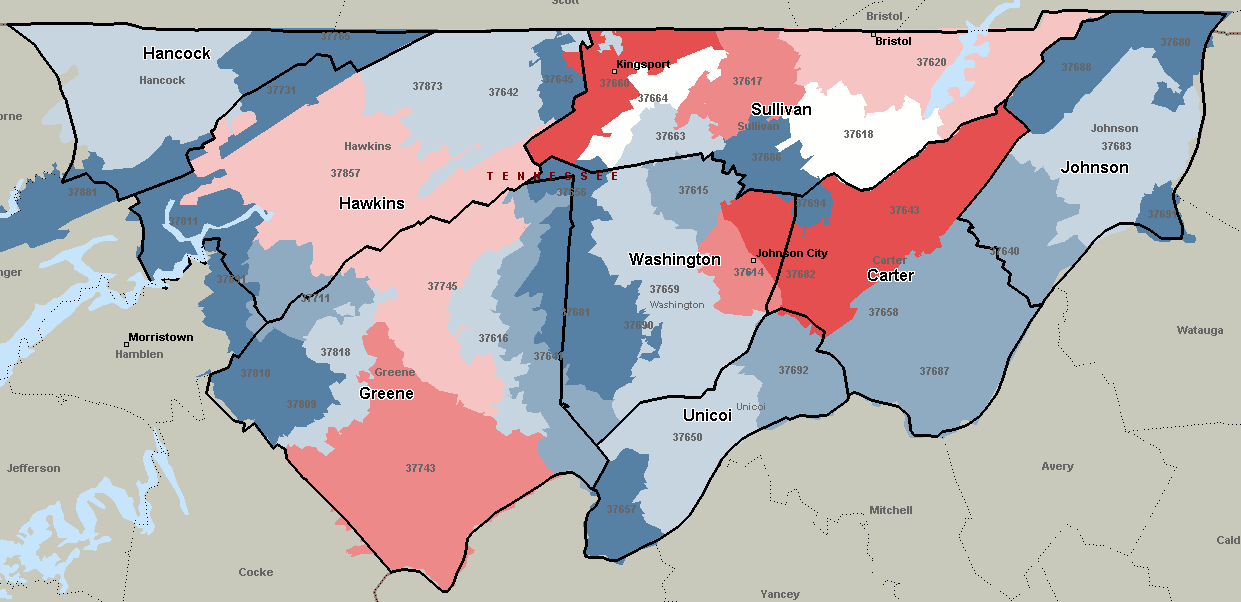 Scott
Bristol
37765
Bristol
37680
Hancock
Hancock
Kingsport
37620
37688
37731
37873
37642
37645
37660
37617
37664
Sullivan
Sullivan
37618
Johnson
37683
Johnson
37663
37686
Hawkins
37857
Hawkins
TENNESSEE
37881
37656
37615
37694
37643
37691
37811
Washington
Johnson City
37614
37682
Carter
Carter
37640
37659
Washington
37745
37711
37681
37690
37658
Morristown
Hamblen
37818
37616
37810
Greene
Greene
37809
37692
37687
Watauga
Unicoi
Unicoi
37650
37743
Jefferson
Avery
37657
Mitchell
Cocke
Yancey